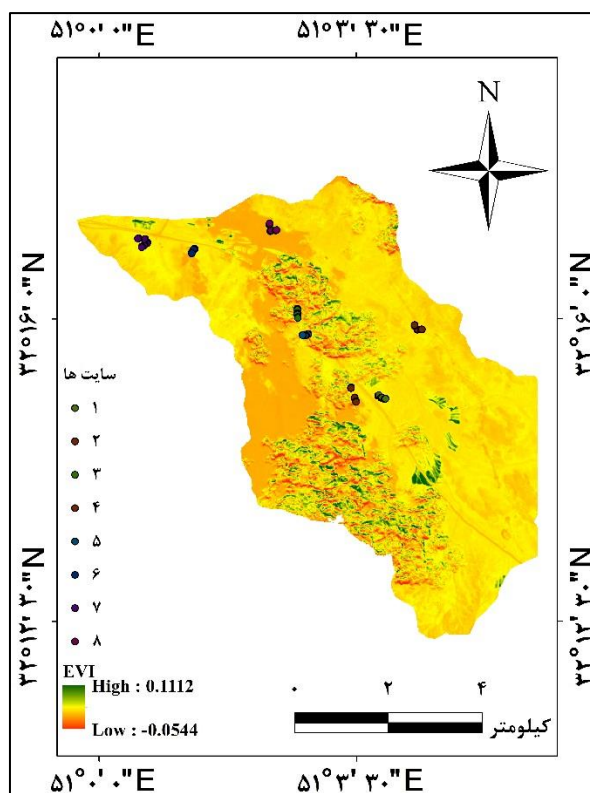 ۵۱°۰'۰"E
۵۱°۳'۳۰"E
N
۳۲°۱۶'۰"N
۳۲°۱۶'۰"N
سایت ها
۱
۲
۳
۴
۵
۶
۷
۸
۳۲°۱۲'۳۰"N
۳۲°۱۲'۳۰"N
EVI
High : 0.1112
Low : -0.0544
۰ ۲ ۴
کیلومتر
۵۱°۰'۰"E
۵۱°۳'۳۰"E